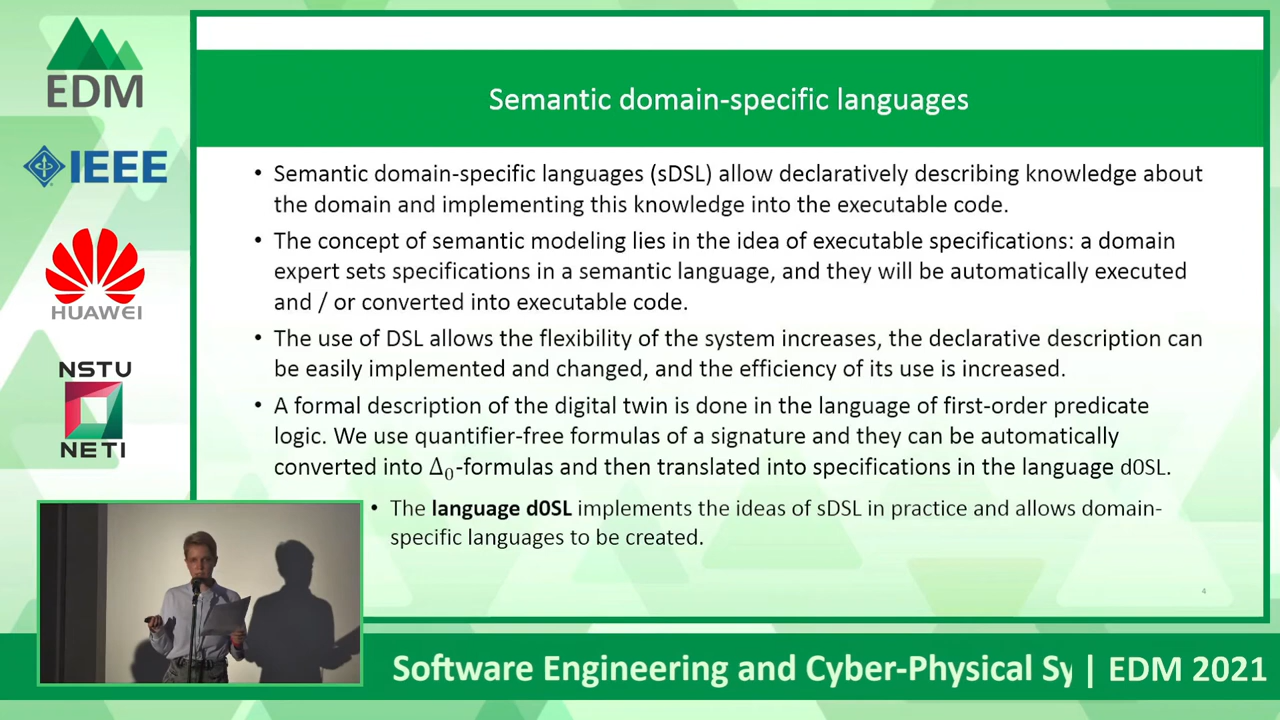 EDM
IEEE
HUAWEI
NSTU
NETI
Semantic domain-specific languages
• Semantic domain-specific languages (sDSL) allow declaratively describing knowledge about
the domain and implementing this knowledge into the executable code.
• The concept of semantic modeling lies in the idea of executable specifications: a domain
expert sets specifications in a semantic language, and they will be automatically executed
and / or converted into executable code.
• The use of DSL allows the flexibility of the system increases, the declarative description can
be easily implemented and changed, and the efficiency of its use is increased.
• A formal description of the digital twin is done in the language of first-order predicate
logic. We use quantifier-free formulas of a signature and they can be automatically
converted into Δ₀-formulas and then translated into specifications in the language d0SL.
• The language d0SL implements the ideas of sDSL in practice and allows domain-
specific languages to be created.
4
Software Engineering and Cyber-Physical Sy | EDM 2021